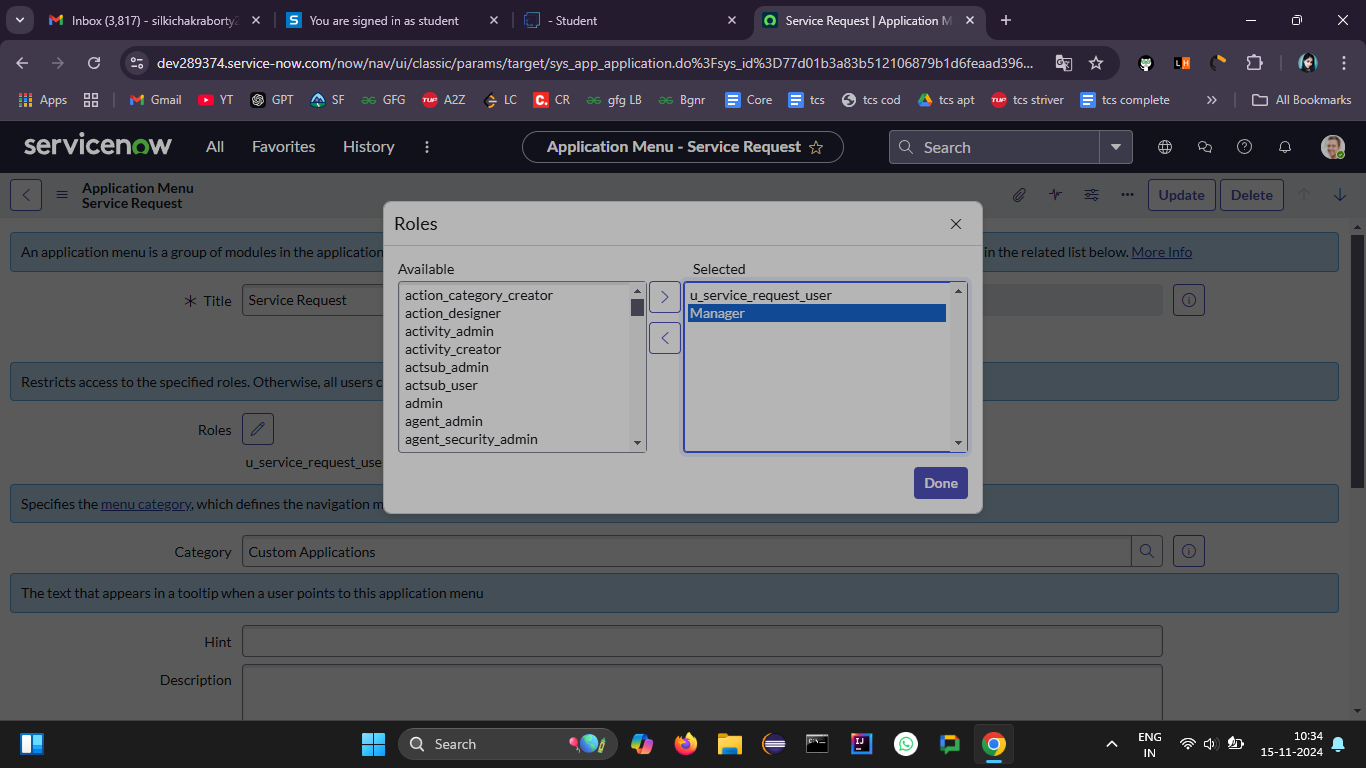 Inbox (3,817) - silkichakraborty2
You are signed in as student
- Student
Service Request | Application M
dev289374.service-now.com/now/nav/ui/classic/params/target/sys_app_application.do%3Fsys_id%3D77d01b3a83b512106879b1d6feaad396...
Apps
Gmail
YT
GPT
SF
GFG
A2Z
LC
CR
gfg LB
Bgnr
Core
tcs
tcs cod
tcs apt
tcs striver
tcs complete
All Bookmarks
servicenow
All
Favorites
History
Application Menu - Service Request
Search
Application Menu
Service Request
Update
Delete
Roles
An application menu is a group of modules in the application
in the related list below. More Info
Available
Selected
Title
Service Request
action_category_creator
action_designer
activity_admin
activity_creator
actsub_admin
actsub_user
admin
agent_admin
agent_security_admin
u_service_request_user
Manager
Restricts access to the specified roles. Otherwise, all users c
Roles
u_service_request_use
Done
Specifies the menu category, which defines the navigation m
Category
Custom Applications
The text that appears in a tooltip when a user points to this application menu
Hint
Description
Search
ENG
IN
10:34
15-11-2024